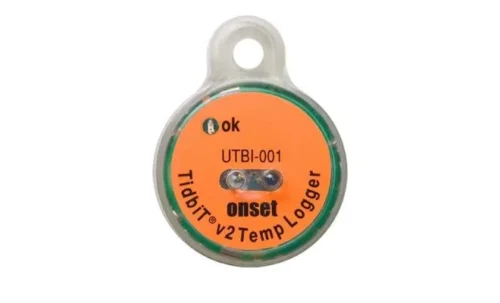 ok
UTBI-001
onset
TidbiT® v2 Temp Logger